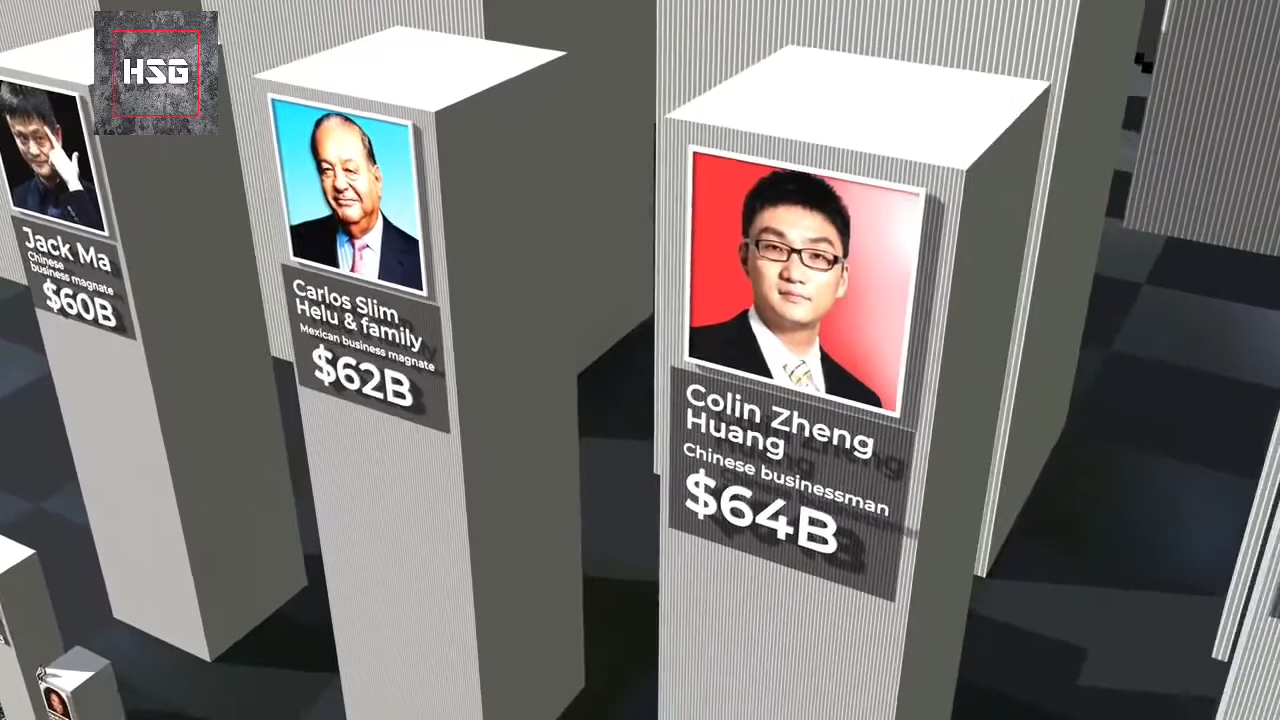 HSG
Jack Ma
Chinese
business magnate
$60B
Carlos Slim
Helu & family
Mexican business magnate
$62B
Colin Zheng
Huang
Chinese businessman
$64B